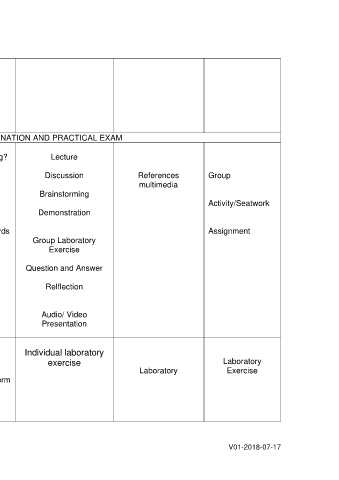 NATION AND PRACTICAL EXAM
g?
rds
Lecture
Discussion
Brainstorming
Demonstration
Group Laboratory
Exercise
Question and Answer
Relflection
Audio/ Video
Presentation
References
multimedia
Group
Activity/Seatwork
Assignment
orm
Individual laboratory
exercise
Laboratory
Laboratory
Exercise
V01-2018-07-17